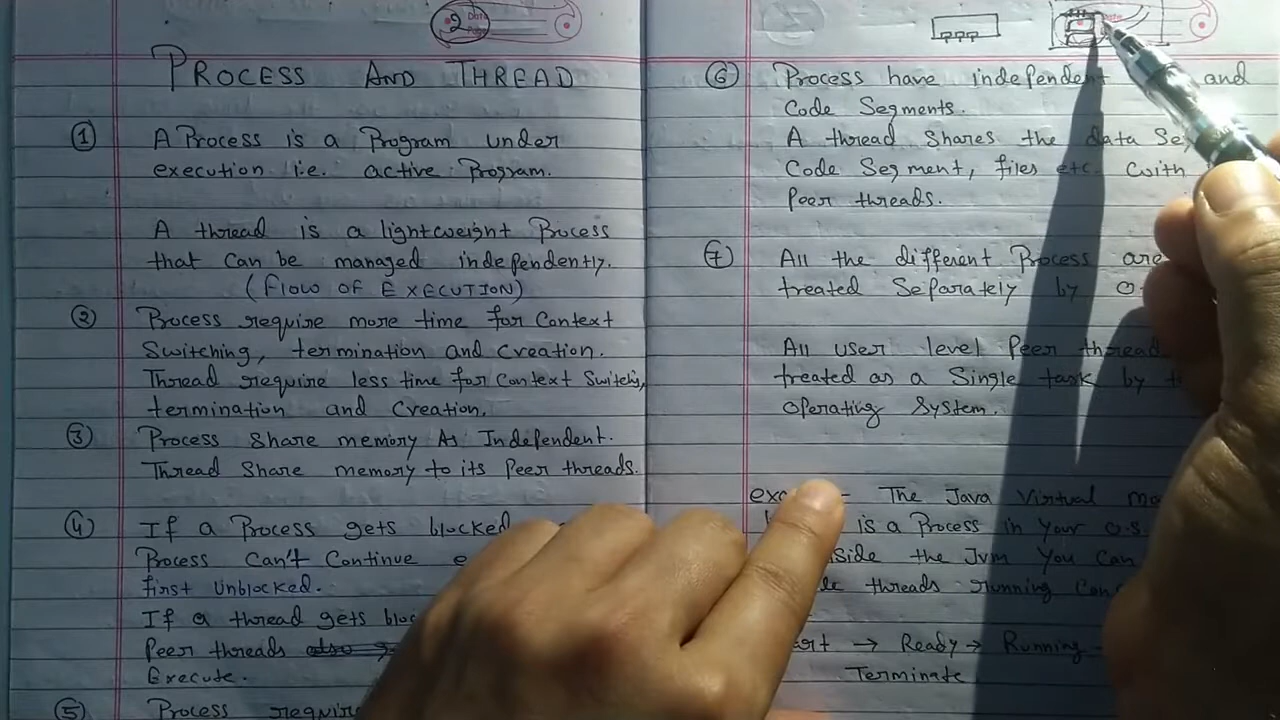 2
Date
PROCESS AND THREAD
① A Process is a Program under
execution i.e. active Program.
A thread is a lightweight Process
that can be managed independently.
(FLOW OF EXECUTION)
② Process require more time for Context
Switching, termination and creation.
Thread require less time for Context Switch,
termination and creation.
③ Process Share memory As Independent.
Thread Share memory to its Peer threads.
④ If a Process gets blocked
Process Can't Continue
first Unblocked.
If a thread gets
Peer threads
Execute.
⑤ Process
⑥ Process have independent and
Code Segments.
A thread Shares the data
Code Segment, files etc. with
Peer threads.
⑦ All the different Process are
treated Separately by
All user level Peer thread
treated as a Single task by
Operating System.
The Java Virtual
is a Process in your O.S.
the Jvm You Can
threads running
→ Ready → Running -
Terminate